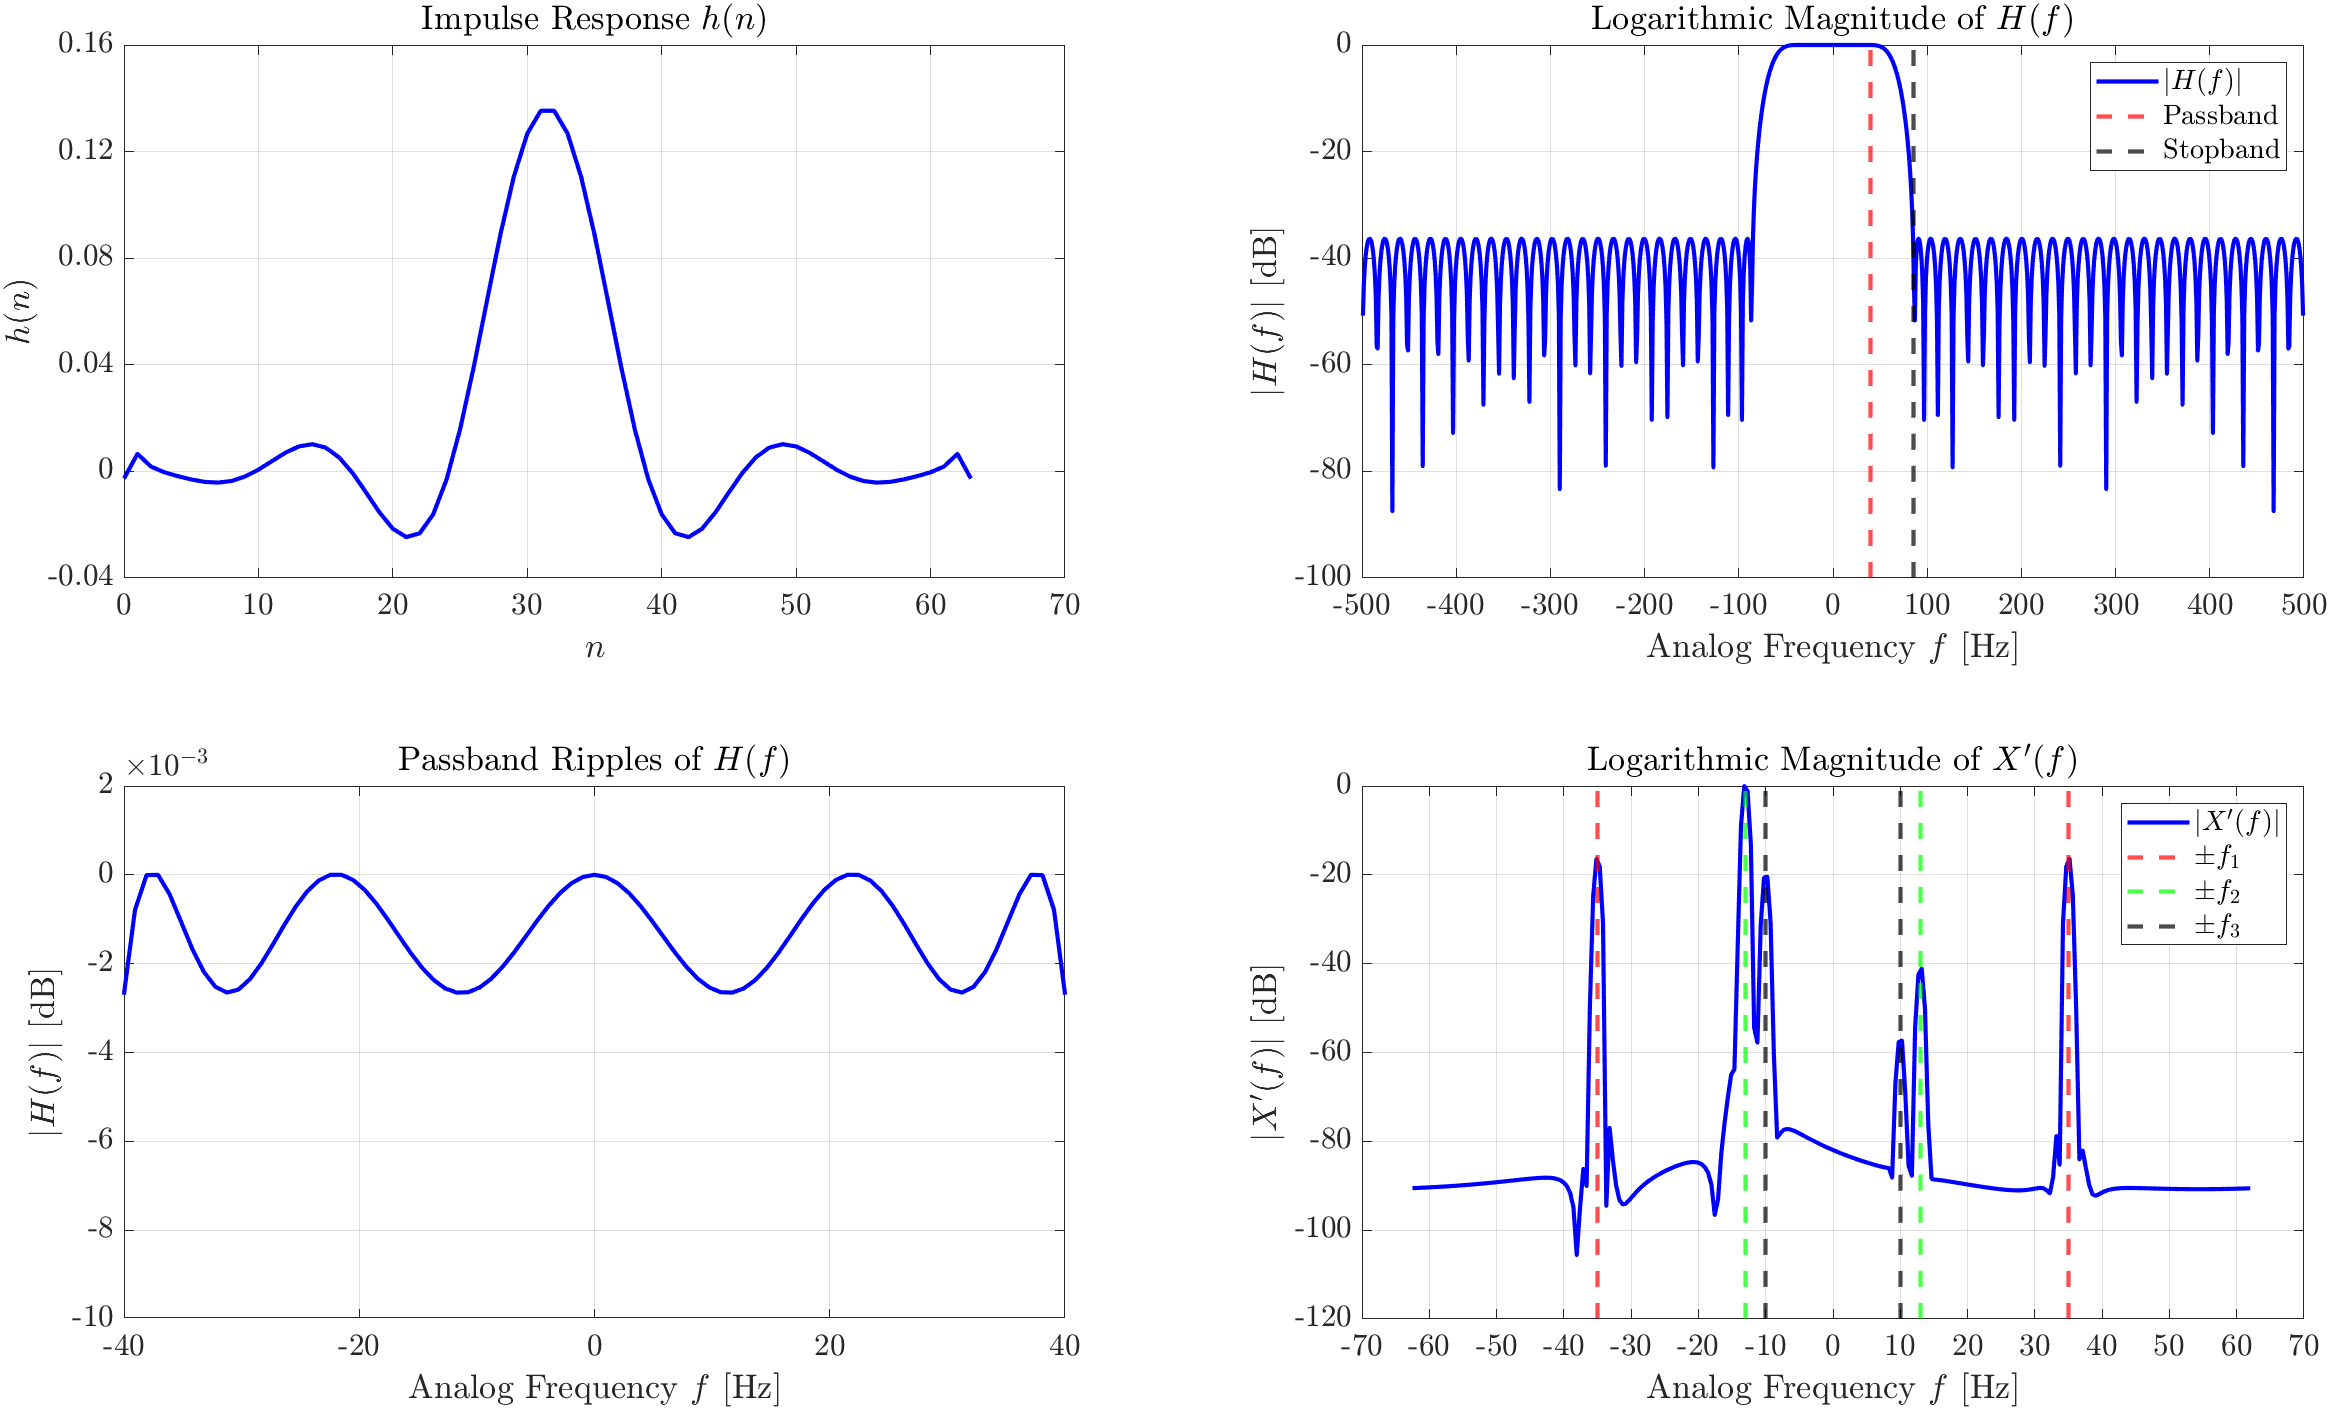 Impulse Response h(n)
0.16
0.12
0.08
0.04
0
-0.04
h(n)
0 10 20 30 40 50 60 70
n
Logarithmic Magnitude of H(f)
0
-20
-40
-60
-80
-100
|H(f)| [dB]
|H(f)|
Passband
Stopband
-500 -400 -300 -200 -100 0 100 200 300 400 500
Analog Frequency f [Hz]
Passband Ripples of H(f)
×10⁻³
2
0
-2
-4
-6
-8
-10
|H(f)| [dB]
-40 -20 0 20 40
Analog Frequency f [Hz]
Logarithmic Magnitude of X′(f)
0
-20
-40
-60
-80
-100
-120
|X′(f)| [dB]
|X′(f)|
±f₁
±f₂
±f₃
-70 -60 -50 -40 -30 -20 -10 0 10 20 30 40 50 60 70
Analog Frequency f [Hz]